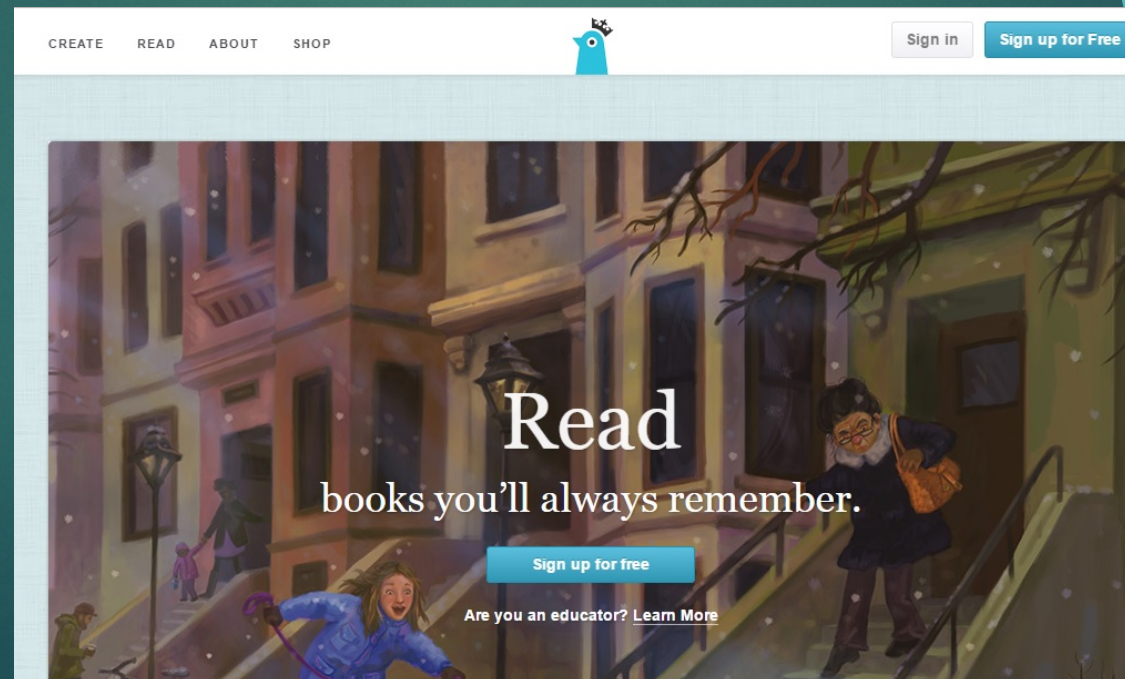 CREATE READ ABOUT SHOP Sign in Sign up for Free
Read
books you’ll always remember.
Sign up for free
Are you an educator? Learn More